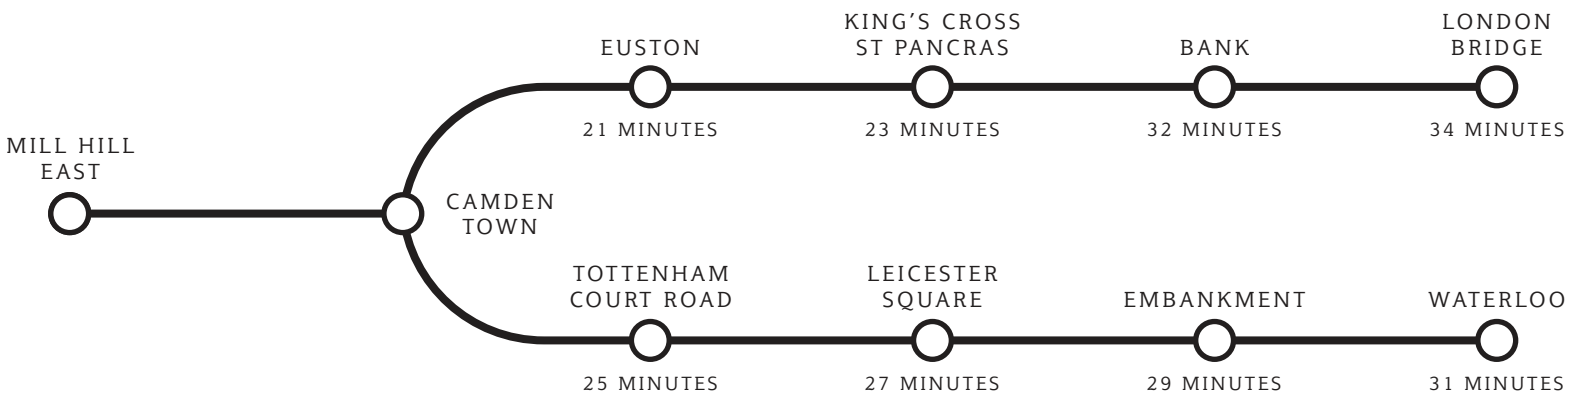 MILL HILL
EAST
CAMDEN
TOWN
EUSTON
21 MINUTES
KING’S CROSS
ST PANCRAS
23 MINUTES
BANK
32 MINUTES
LONDON
BRIDGE
34 MINUTES
TOTTENHAM
COURT ROAD
25 MINUTES
LEICESTER
SQUARE
27 MINUTES
EMBANKMENT
29 MINUTES
WATERLOO
31 MINUTES